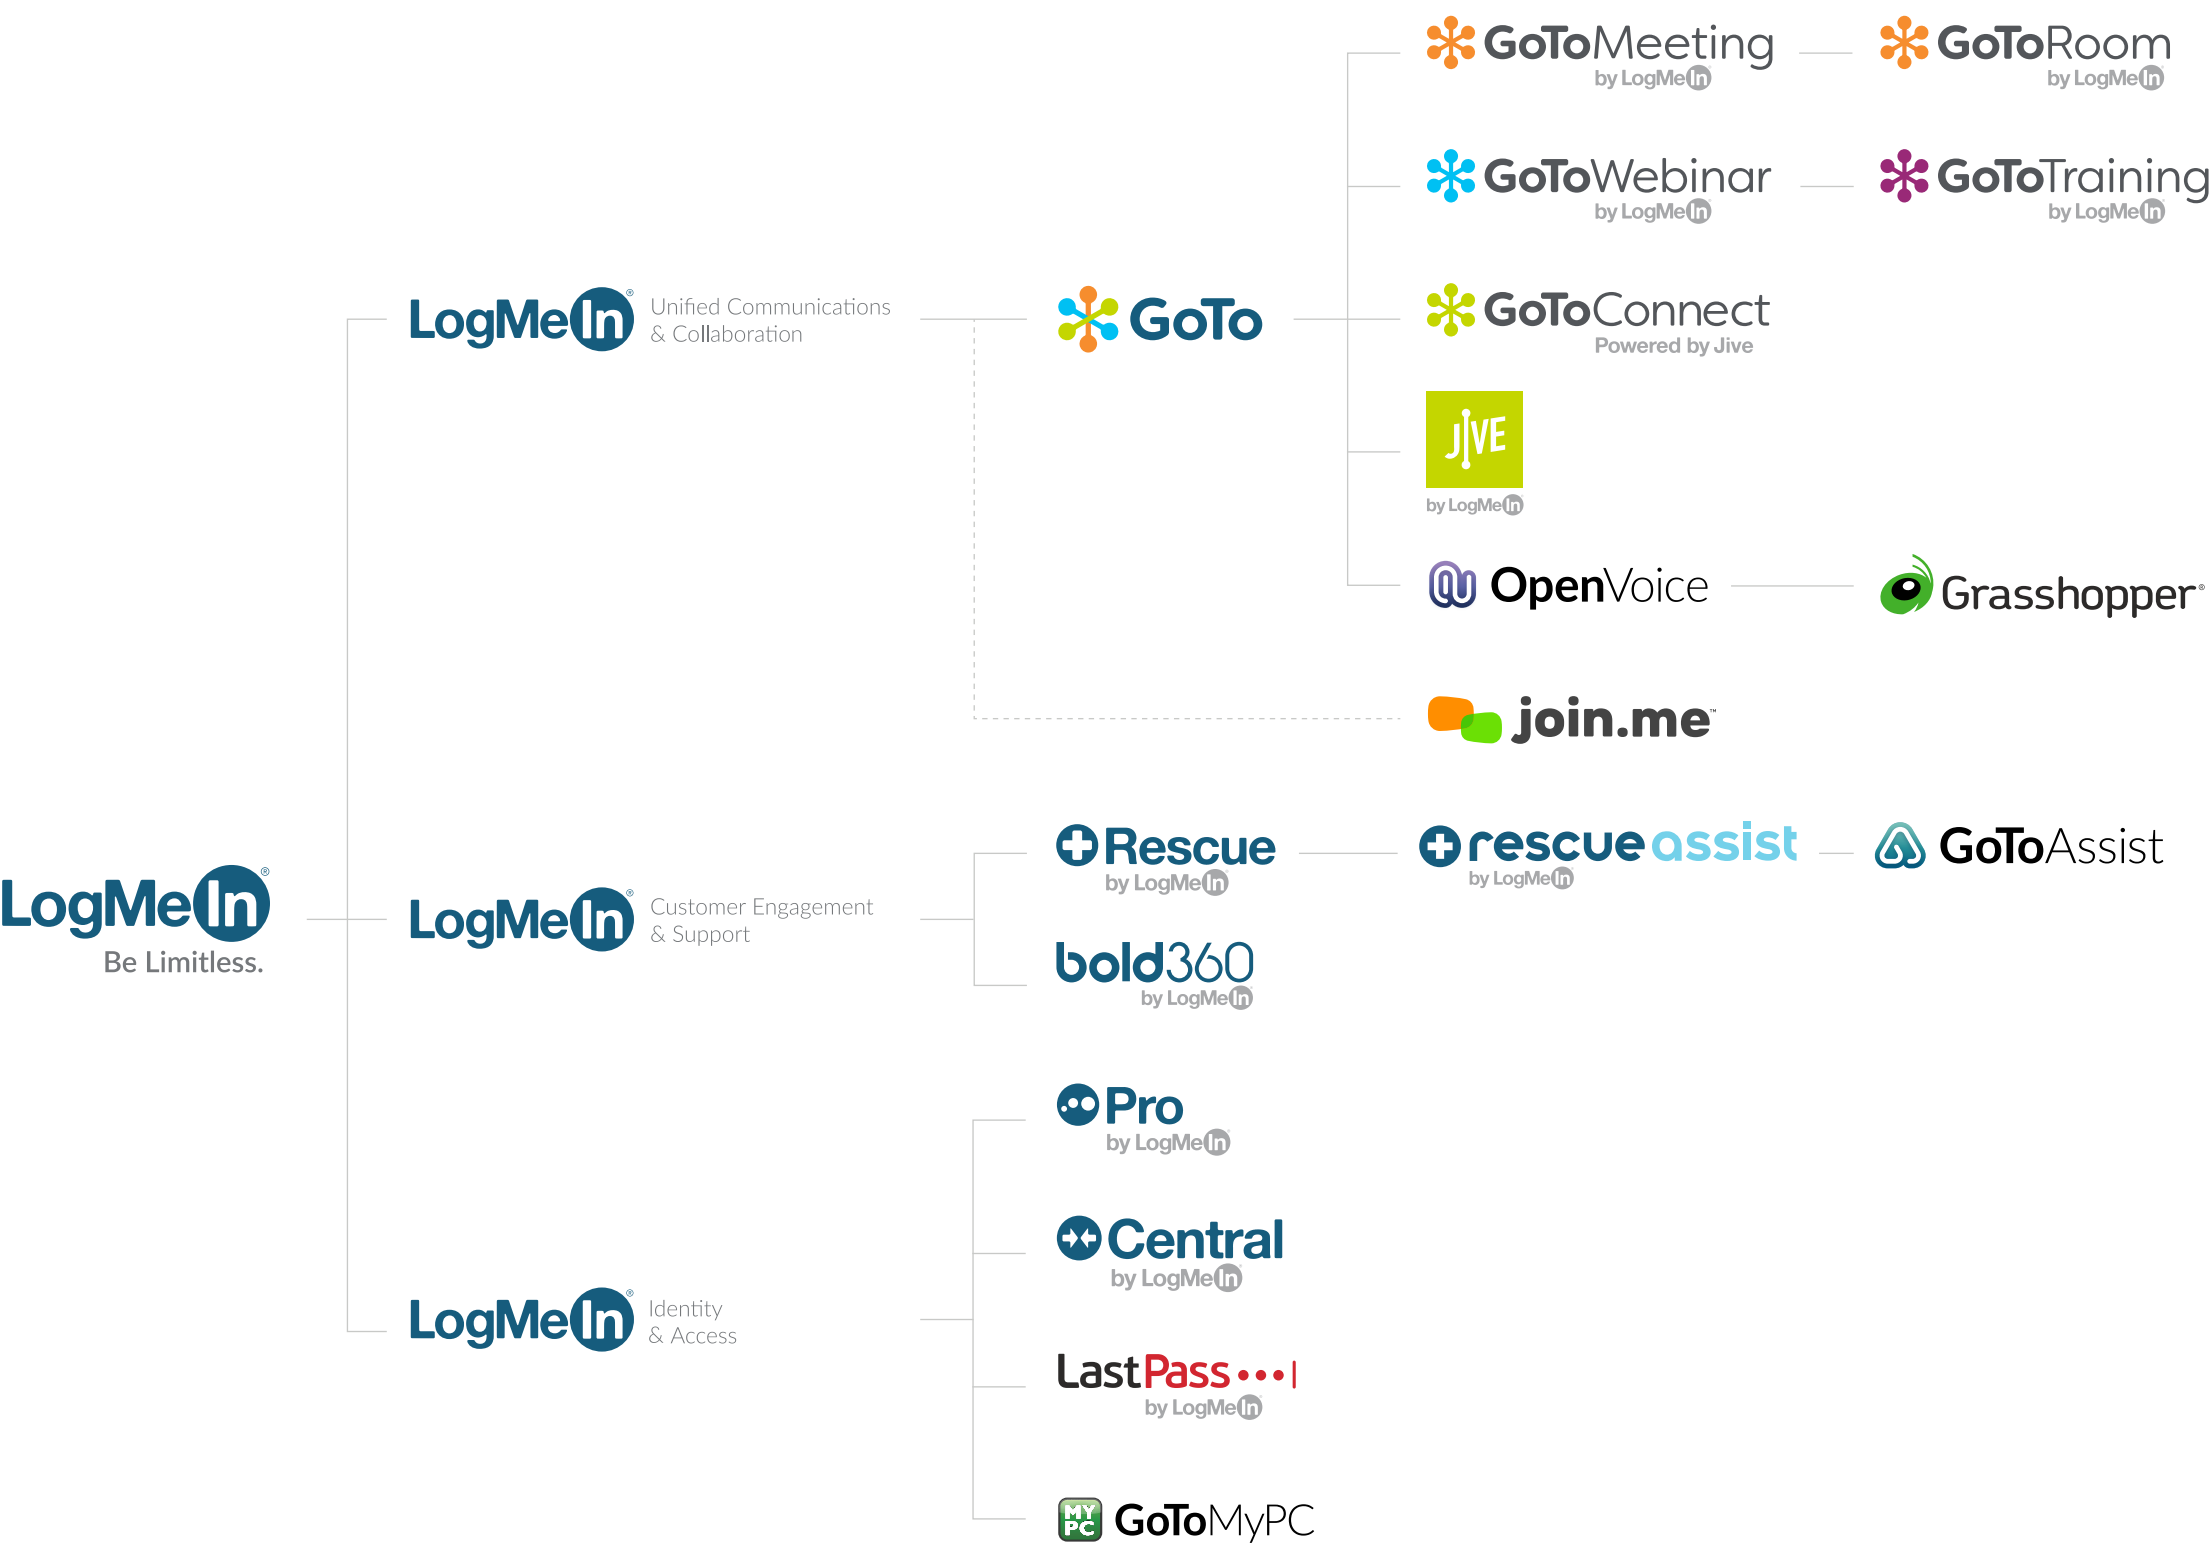 GoToMeeting
by LogMeIn
GoToRoom
by LogMeIn
GoToWebinar
by LogMeIn
GoToTraining
by LogMeIn
LogMeIn®
Unified Communications
& Collaboration
GoTo
GoToConnect
Powered by Jive
JIVE
by LogMeIn
OpenVoice
Grasshopper®
join.me™
LogMeIn®
Be Limitless.
LogMeIn®
Customer Engagement
& Support
Rescue
by LogMeIn
rescue assist
by LogMeIn
GoToAssist
bold360
by LogMeIn
LogMeIn®
Identity
& Access
Pro
by LogMeIn
Central
by LogMeIn
LastPass•••|
by LogMeIn
MY
PC
GoToMyPC